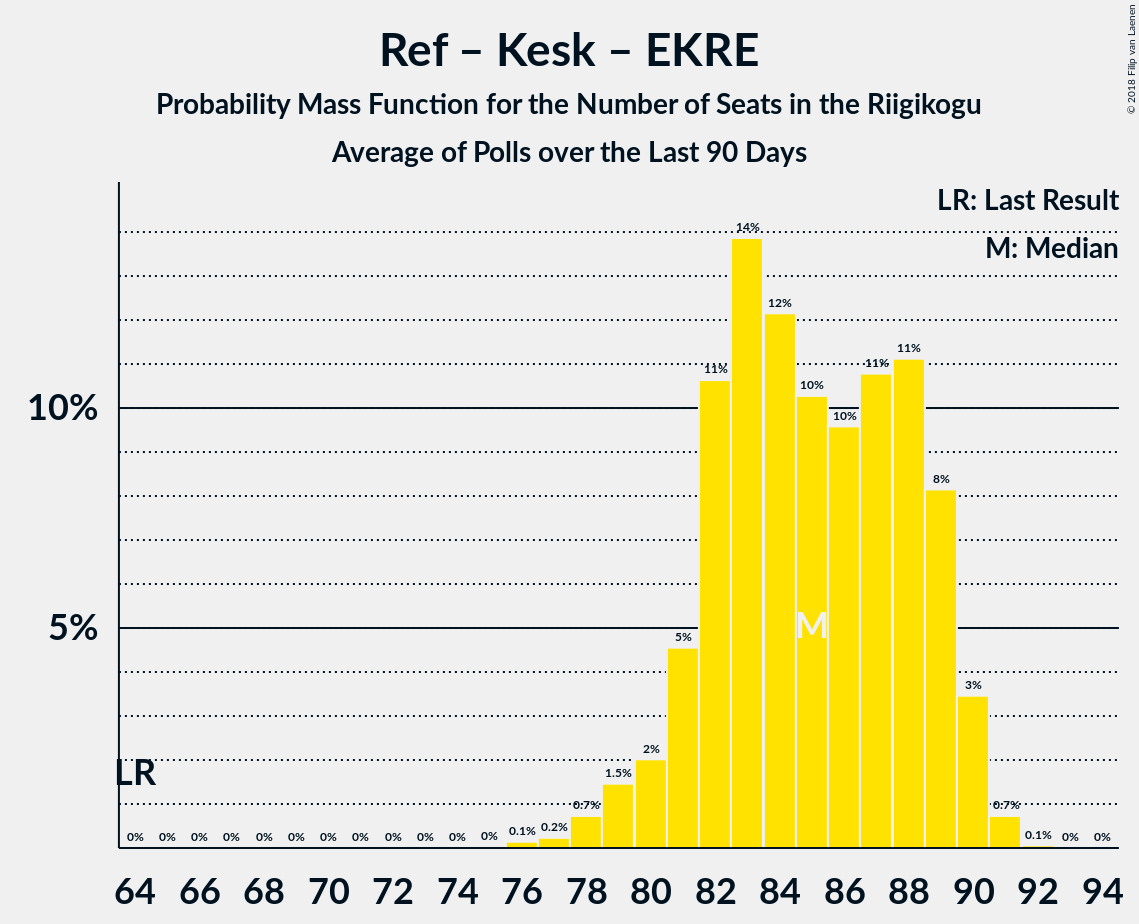 Ref – Kesk – EKRE
Probability Mass Function for the Number of Seats in the Riigikogu
Average of Polls over the Last 90 Days
© 2018 Filip van Laenen
LR: Last Result
M: Median
10%
5%
LR
M
0% 0% 0% 0% 0% 0% 0% 0% 0% 0% 0% 0% 0.1% 0.2% 0.7% 1.5% 2% 5% 11% 14% 12% 10% 10% 11% 11% 8% 3% 0.7% 0.1% 0% 0%
64 66 68 70 72 74 76 78 80 82 84 86 88 90 92 94